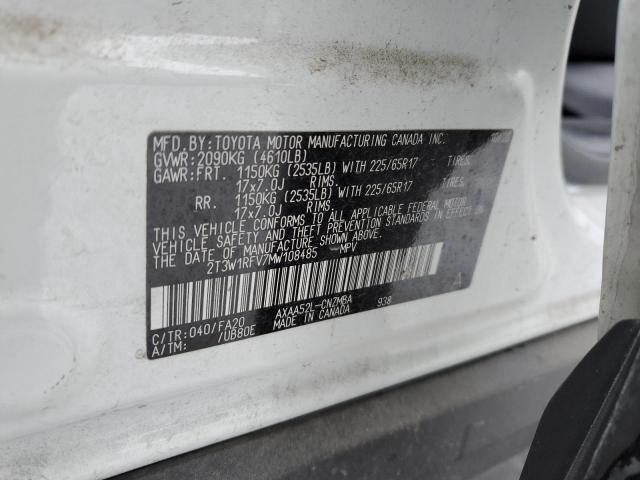 MFD. BY: TOYOTA MOTOR MANUFACTURING CANADA INC.
GVWR: 2090KG (4610LB)
GAWR: FRT. 1150KG (2535LB) WITH 225/65R17 TIRES,
17x7.0J RIMS.
RR. 1150KG (2535LB) WITH 225/65R17 TIRES,
17x7.0J RIMS.
THIS VEHICLE CONFORMS TO ALL APPLICABLE FEDERAL MOTOR
VEHICLE SAFETY AND THEFT PREVENTION STANDARDS IN EFFECT ON
THE DATE OF MANUFACTURE SHOWN ABOVE.
2T3W1RFV7MW108485 -MPV
C/TR: 040/FA20 AXAA52L-CNZMBA 938
A/TM: /UB80E MADE IN CANADA